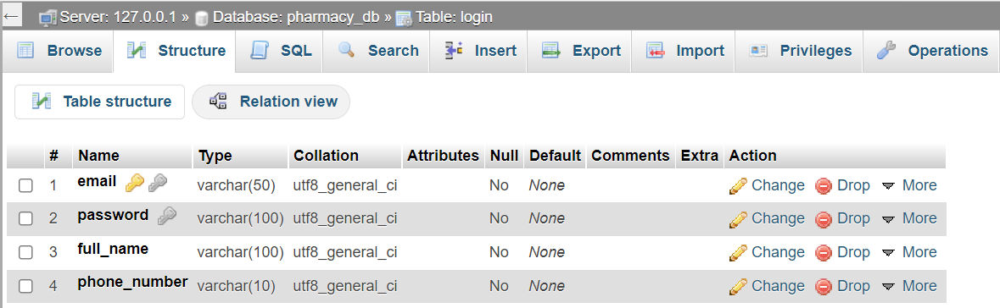 Server: 127.0.0.1 » Database: pharmacy_db » Table: login
Browse Structure SQL Search Insert Export Import Privileges Operations
Table structure Relation view
# Name Type Collation Attributes Null Default Comments Extra Action
1 email varchar(50) utf8_general_ci No None Change Drop More
2 password varchar(100) utf8_general_ci No None Change Drop More
3 full_name varchar(100) utf8_general_ci No None Change Drop More
4 phone_number varchar(10) utf8_general_ci No None Change Drop More